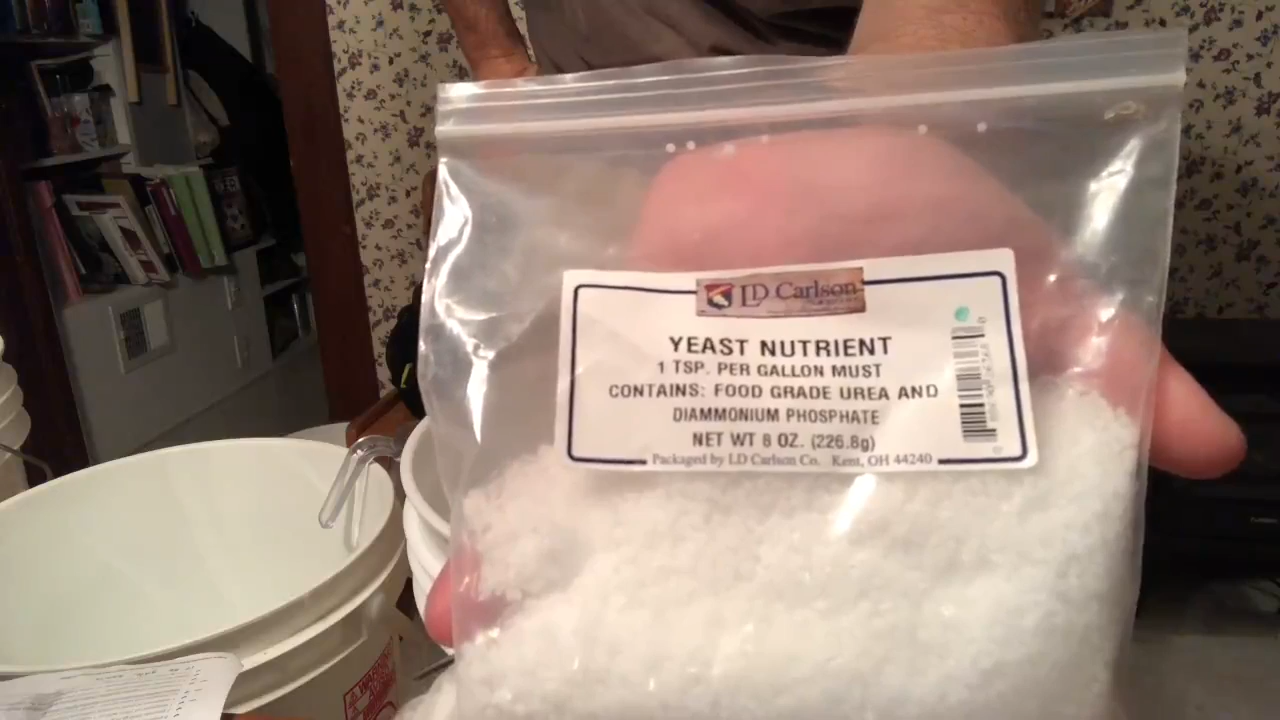 LD Carlson
YEAST NUTRIENT
1 TSP. PER GALLON MUST
CONTAINS: FOOD GRADE UREA AND
DIAMMONIUM PHOSPHATE
NET WT 8 OZ. (226.8g)
Packaged by LD Carlson Co. Kent, OH 44240
WARNING